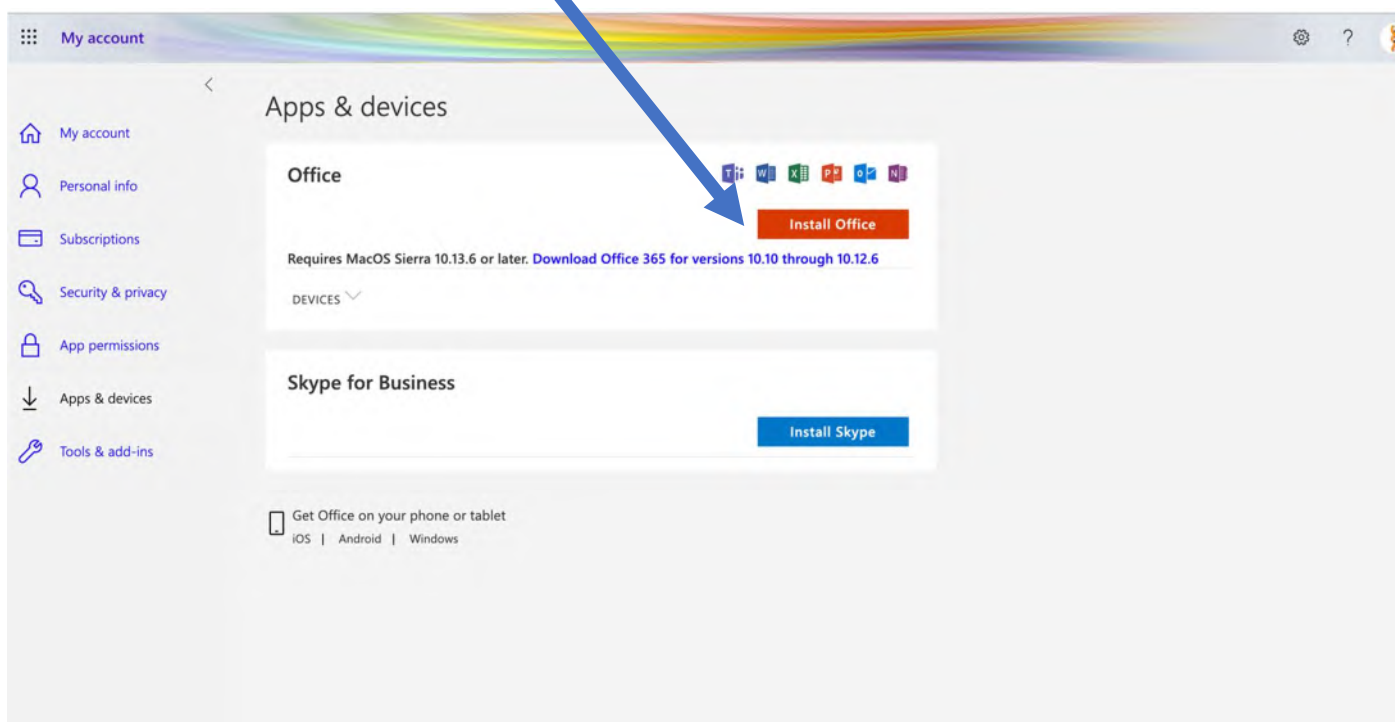 My account
?
Apps & devices
My account
Personal info
Subscriptions
Security & privacy
App permissions
Apps & devices
Tools & add-ins
Office
T W X P O N
Install Office
Requires MacOS Sierra 10.13.6 or later. Download Office 365 for versions 10.10 through 10.12.6
DEVICES
Skype for Business
Install Skype
Get Office on your phone or tablet
iOS | Android | Windows